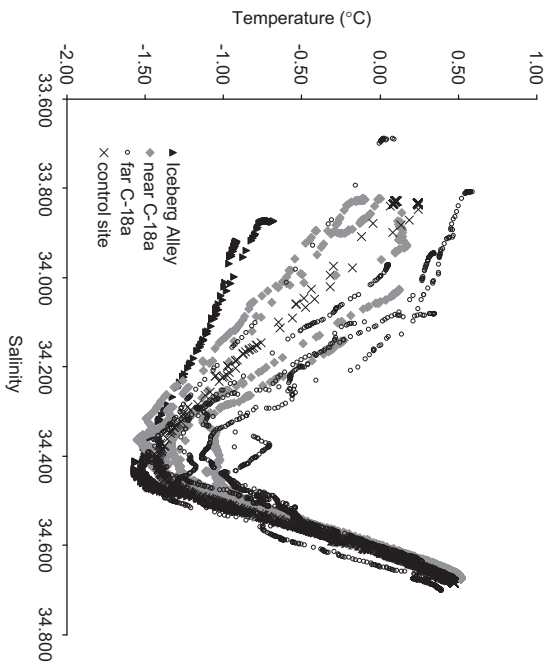 Temperature (°C)
1.00
0.50
0.00
-0.50
-1.00
-1.50
-2.00
33.600
33.800
34.000
34.200
34.400
34.600
34.800
Salinity
Iceberg Alley
near C-18a
far C-18a
control site